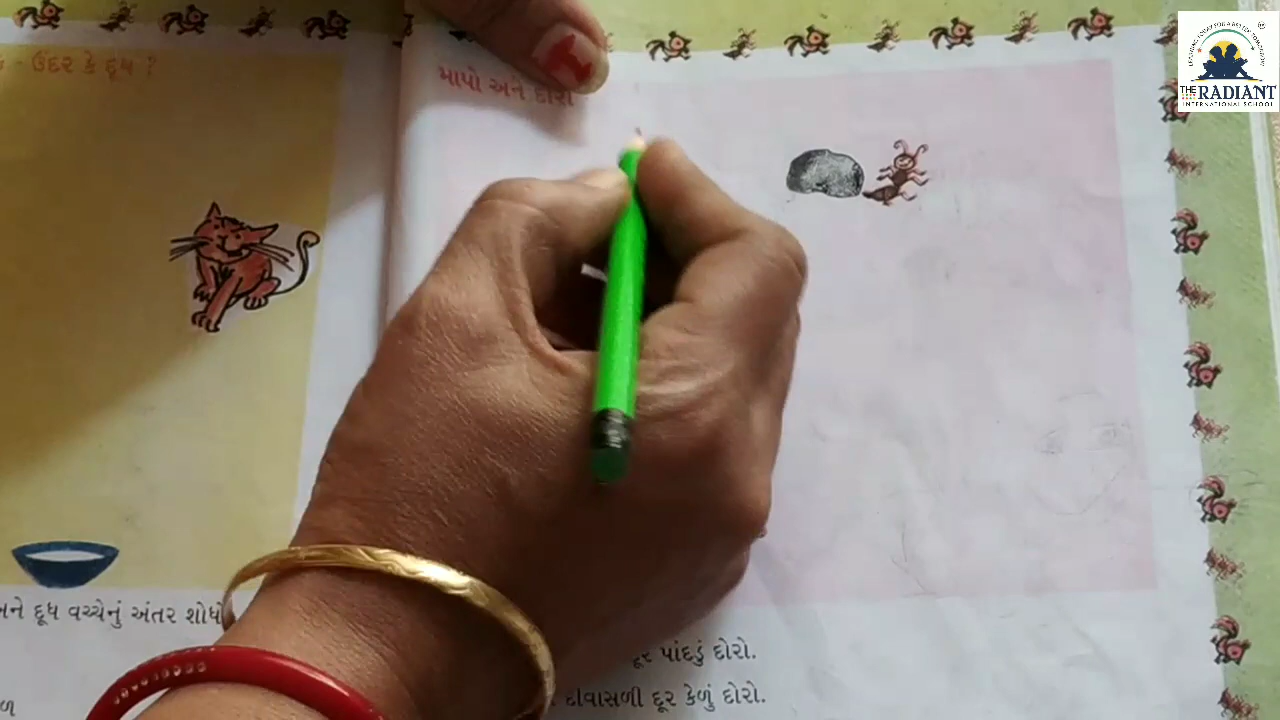 - ઉંદર કે દૂધ ?
માપો અને દોરો
વચ્ચેનું અંતર શોધો
દૂધ
દૂર પાંદડું દોરો.
દીવાસળી દૂર કેળું દોરો.
THE RADIANT
INTERNATIONAL SCHOOL